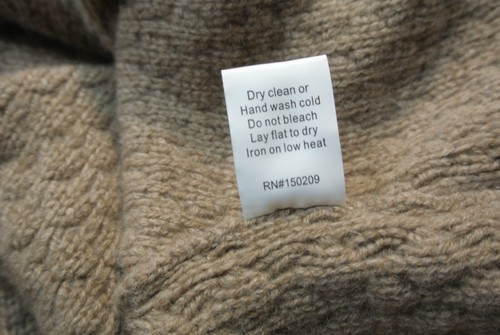 Dry clean or
Hand wash cold
Do not bleach
Lay flat to dry
Iron on low heat
RN#150209